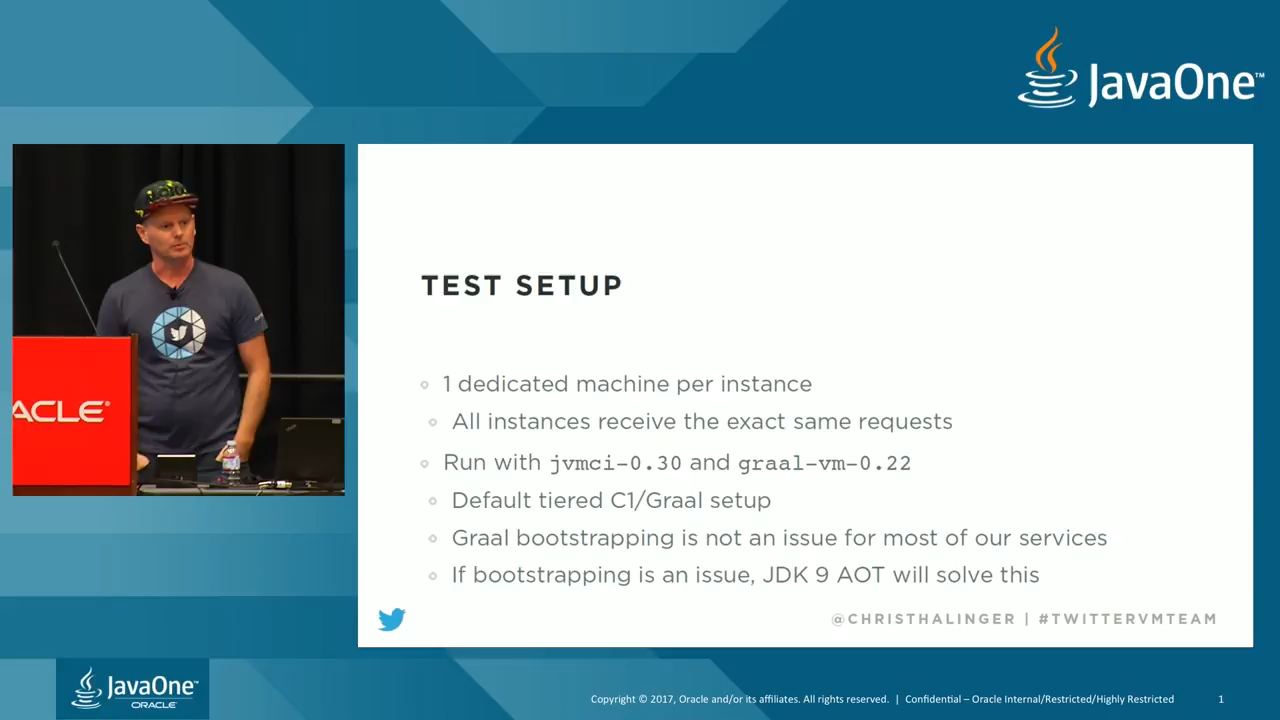 JavaOne™
TEST SETUP
1 dedicated machine per instance
All instances receive the exact same requests
Run with jvmci-0.30 and graal-vm-0.22
Default tiered C1/Graal setup
Graal bootstrapping is not an issue for most of our services
If bootstrapping is an issue, JDK 9 AOT will solve this
@CHRISTHALINGER | #TWITTERVMTEAM
ACLE®
JavaOne™
ORACLE®
Copyright © 2017, Oracle and/or its affiliates. All rights reserved. | Confidential – Oracle Internal/Restricted/Highly Restricted 1